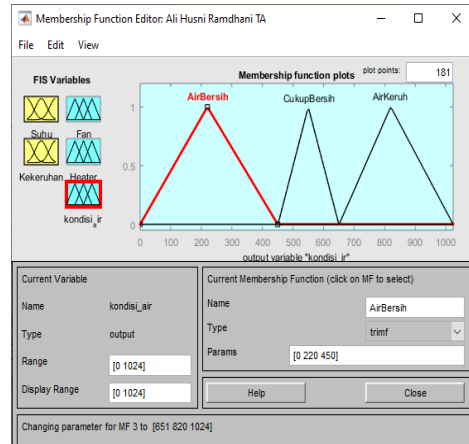 Membership Function Editor: Ali Husni Ramdhani TA
File Edit View
FIS Variables
Suhu Fan
Kekeruhan Heater
kondisi_air
Membership function plots
plot points: 181
AirBersih CukupBersih AirKeruh
1
0.5
0
0 100 200 300 400 500 600 700 800 900 1000
output variable "kondisi_ir"
Current Variable
Name kondisi_air
Type output
Range [0 1024]
Display Range [0 1024]
Current Membership Function (click on MF to select)
Name AirBersih
Type trimf
Params [0 220 450]
Help Close
Changing parameter for MF 3 to [651 820 1024]